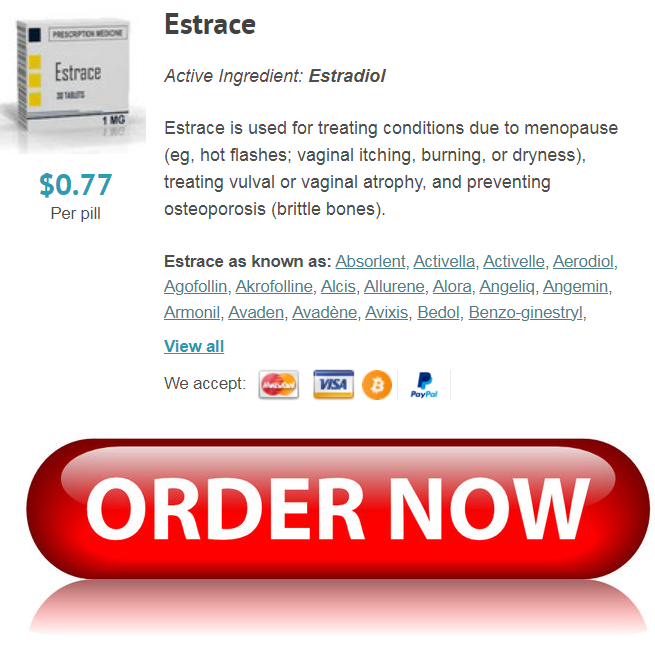 Estrace
PRESCRIPTION MEDICINE
Estrace
30 TABLETS
1 MG
$0.77
Per pill
Active Ingredient: Estradiol
Estrace is used for treating conditions due to menopause
(eg, hot flashes; vaginal itching, burning, or dryness),
treating vulval or vaginal atrophy, and preventing
osteoporosis (brittle bones).
Estrace as known as: Absorlent, Activella, Activelle, Aerodiol,
Agofollin, Akrofolline, Alcis, Allurene, Alora, Angeliq, Angemin,
Armonil, Avaden, Avadène, Avixis, Bedol, Benzo-ginestryl,
View all
We accept: MasterCard VISA B PayPal
ORDER NOW